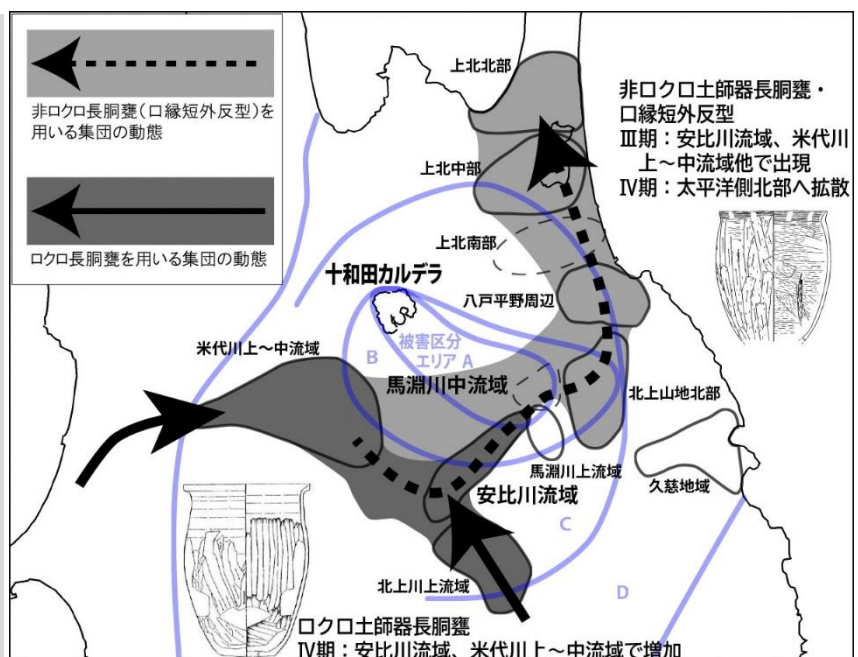 非ロクロ長胴甕(口縁短外反型)を
用いる集団の動態
ロクロ長胴甕を用いる集団の動態
上北北部
上北中部
上北南部
十和田カルデラ
八戸平野周辺
米代川上～中流域
被害区分
エリア A
B
馬淵川中流域
北上山地北部
馬淵川上流域
久慈地域
安比川流域
C
北上川上流域
D
非ロクロ土師器長胴甕・
口縁短外反型
Ⅲ期：安比川流域、米代川
上～中流域他で出現
Ⅳ期：太平洋側北部へ拡散
ロクロ土師器長胴甕
Ⅳ期：安比川流域、米代川上～中流域で増加